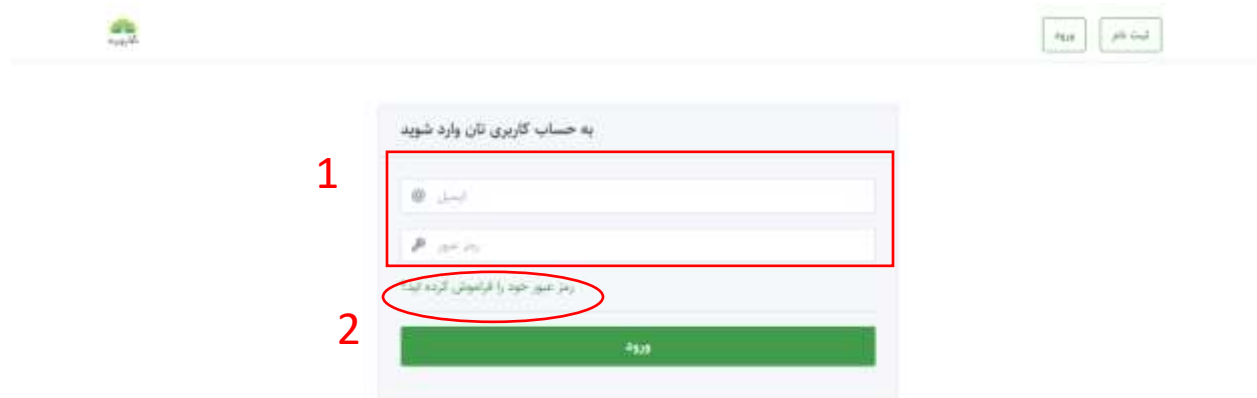 ثبت نام
ورود
به حساب کاربری تان وارد شوید
1
ایمیل
رمز عبور
رمز عبور خود را فراموش کرده اید؟
2
ورود